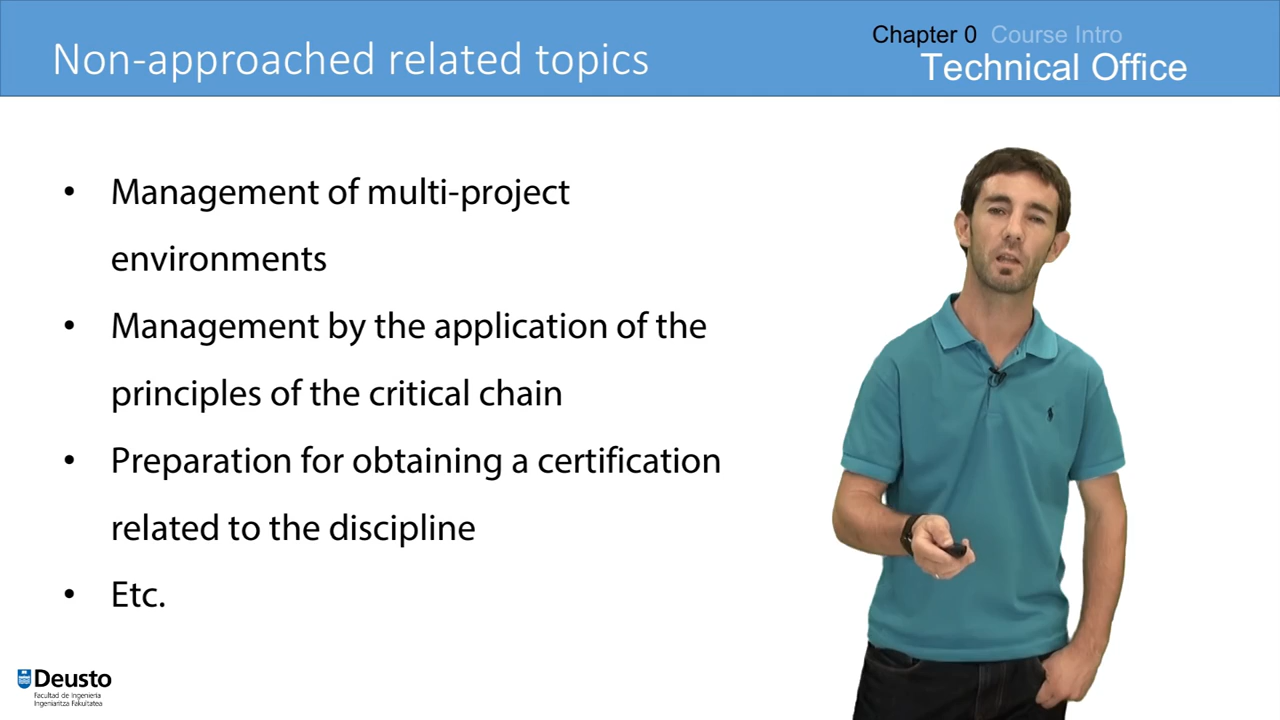 Non-approached related topics
Chapter 0 Course Intro
Technical Office
• Management of multi-project
environments
• Management by the application of the
principles of the critical chain
• Preparation for obtaining a certification
related to the discipline
• Etc.
Deusto
Facultad de Ingeniería
Ingeniaritza Fakultatea